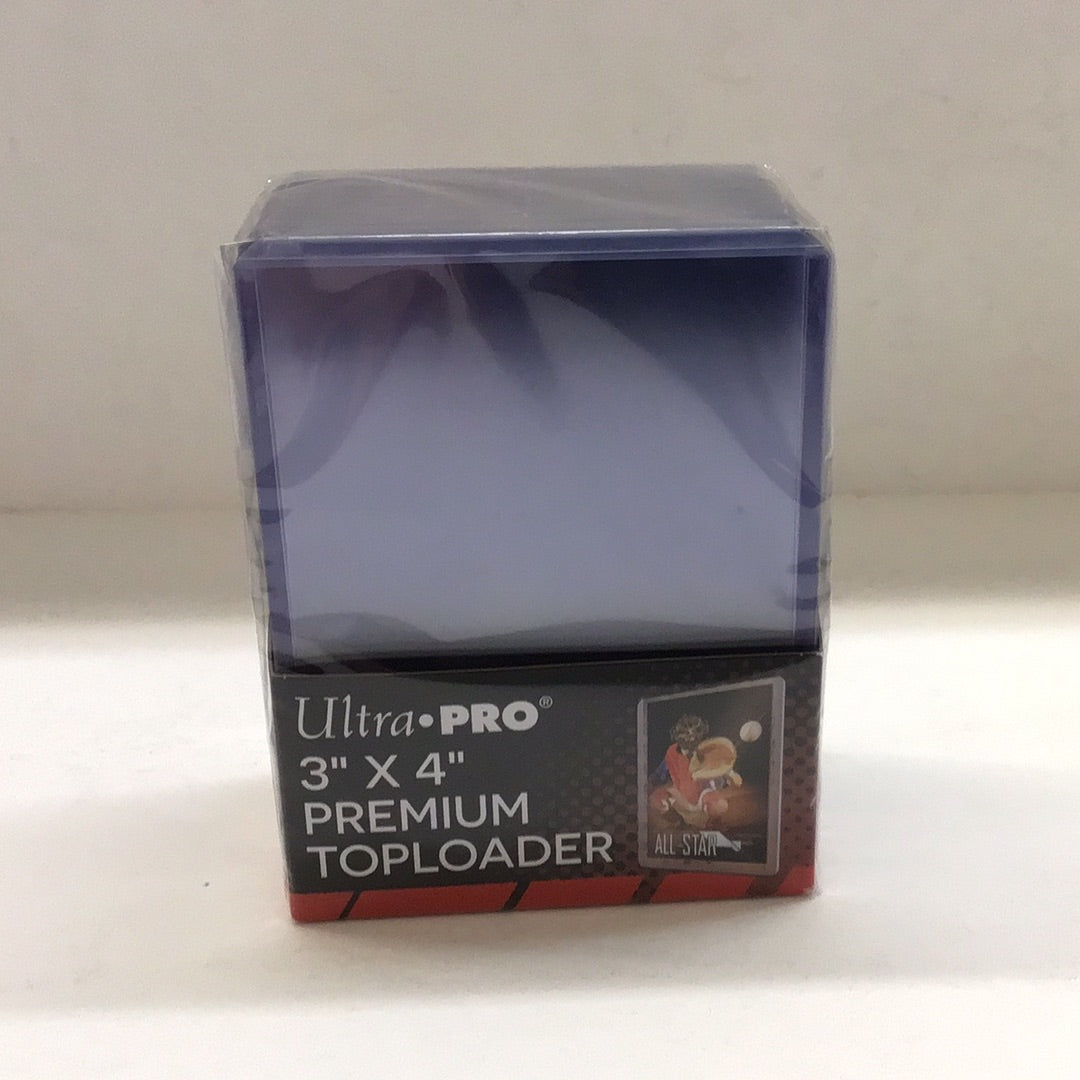 Ultra•PRO®
3" X 4"
PREMIUM
TOPLOADER
ALL-STAR